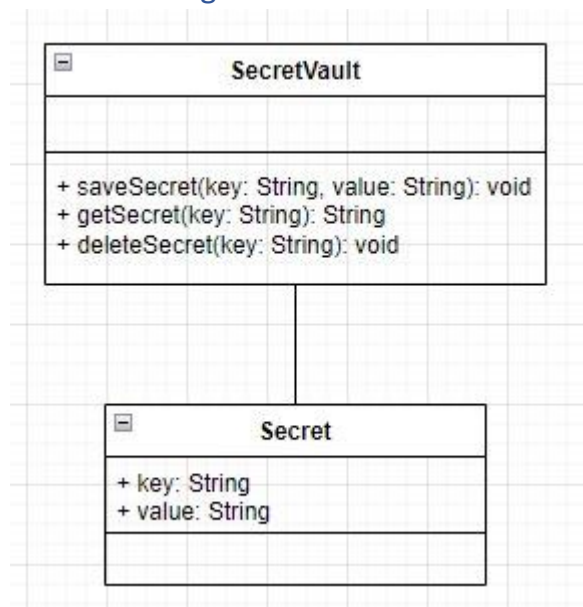 SecretVault
+ saveSecret(key: String, value: String): void
+ getSecret(key: String): String
+ deleteSecret(key: String): void
Secret
+ key: String
+ value: String